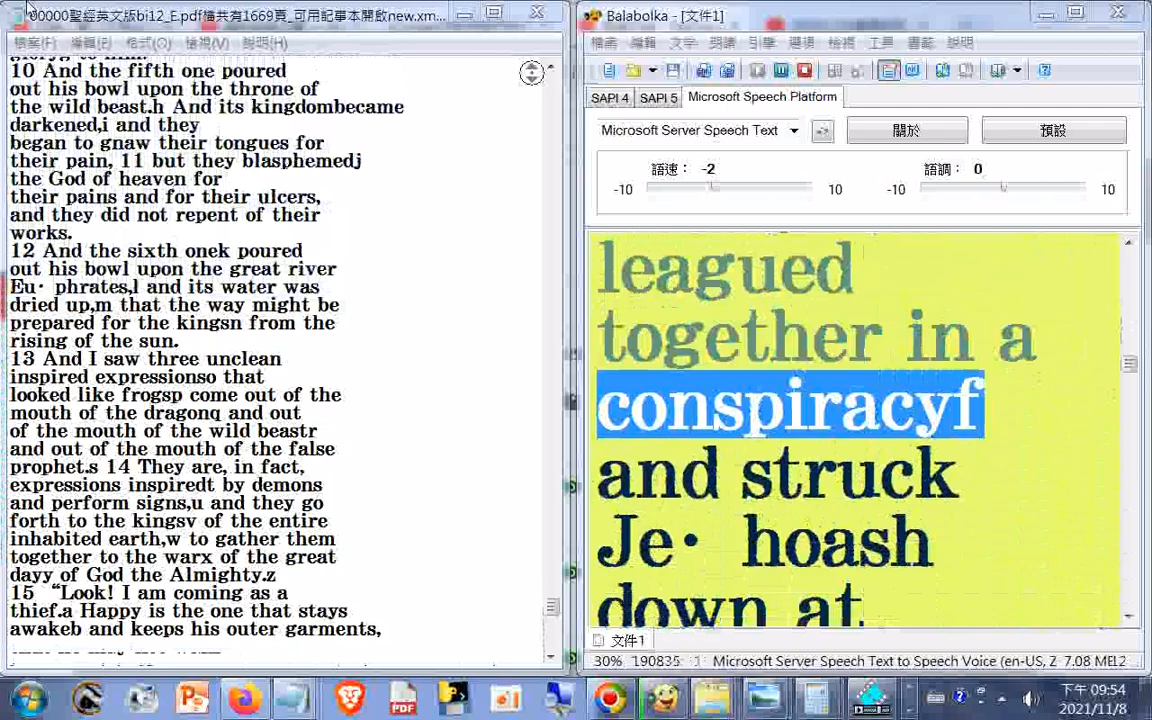 00000聖經英文版bi12_E.pdf檔共有1669頁_可用記事本開啟new.xm...
檔案(F) 編輯(E) 格式(O) 檢視(V) 說明(H)
10 And the fifth one poured
out his bowl upon the throne of
the wild beast.h And its kingdombecame
darkened,i and they
began to gnaw their tongues for
their pain, 11 but they blasphemedj
the God of heaven for
their pains and for their ulcers,
and they did not repent of their
works.
12 And the sixth onek poured
out his bowl upon the great river
Eu· phrates,l and its water was
dried up,m that the way might be
prepared for the kingsn from the
rising of the sun.
13 And I saw three unclean
inspired expressionso that
looked like frogsp come out of the
mouth of the dragonq and out
of the mouth of the wild beastr
and out of the mouth of the false
prophet.s 14 They are, in fact,
expressions inspiredt by demons
and perform signs,u and they go
forth to the kingsv of the entire
inhabited earth,w to gather them
together to the warx of the great
dayy of God the Almighty.z
15 “Look! I am coming as a
thief.a Happy is the one that stays
awakeb and keeps his outer garments,
Balabolka - [文件1]
檔案 編輯 文字 朗讀 引擎 選項 檢視 工具 書籤 說明
SAPI 4 SAPI 5 Microsoft Speech Platform
Microsoft Server Speech Text 關於 預設
語速： -2 語調： 0
-10 10 -10 10
leagued
together in a
conspiracyf
and struck
Je· hoash
down at
文件1
30% 190835 Microsoft Server Speech Text to Speech Voice (en-US, Z 7.08 ME
下午 09:54
2021/11/8